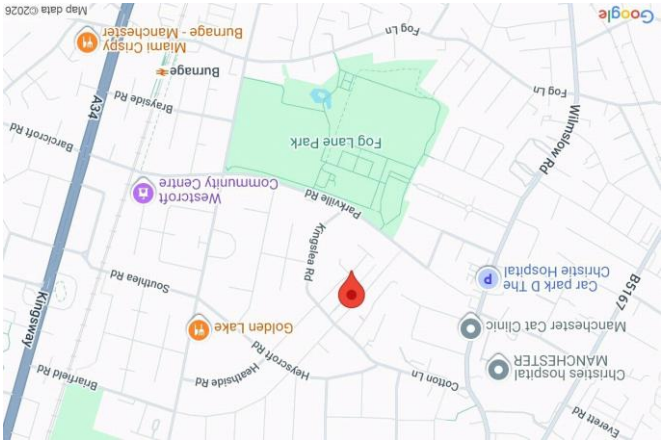 Everett Rd
Christies hospital
MANCHESTER
Cotton Ln
Heathside Rd
Briarfield Rd
Heyscroft Rd
Manchester Cat Clinic
Golden Lake
Kingsway
Car park D The
Christie Hospital
B5167
Southlea Rd
Kingslea Rd
Parkville Rd
Westcroft
Community Centre
Fog Lane Park
Barcicroft Rd
Wilmslow Rd
A34
Brayside Rd
Fog Ln
Burnage
Miami Crispy
Burnage - Manchester
Fog Ln
Google
Map data ©2026
P